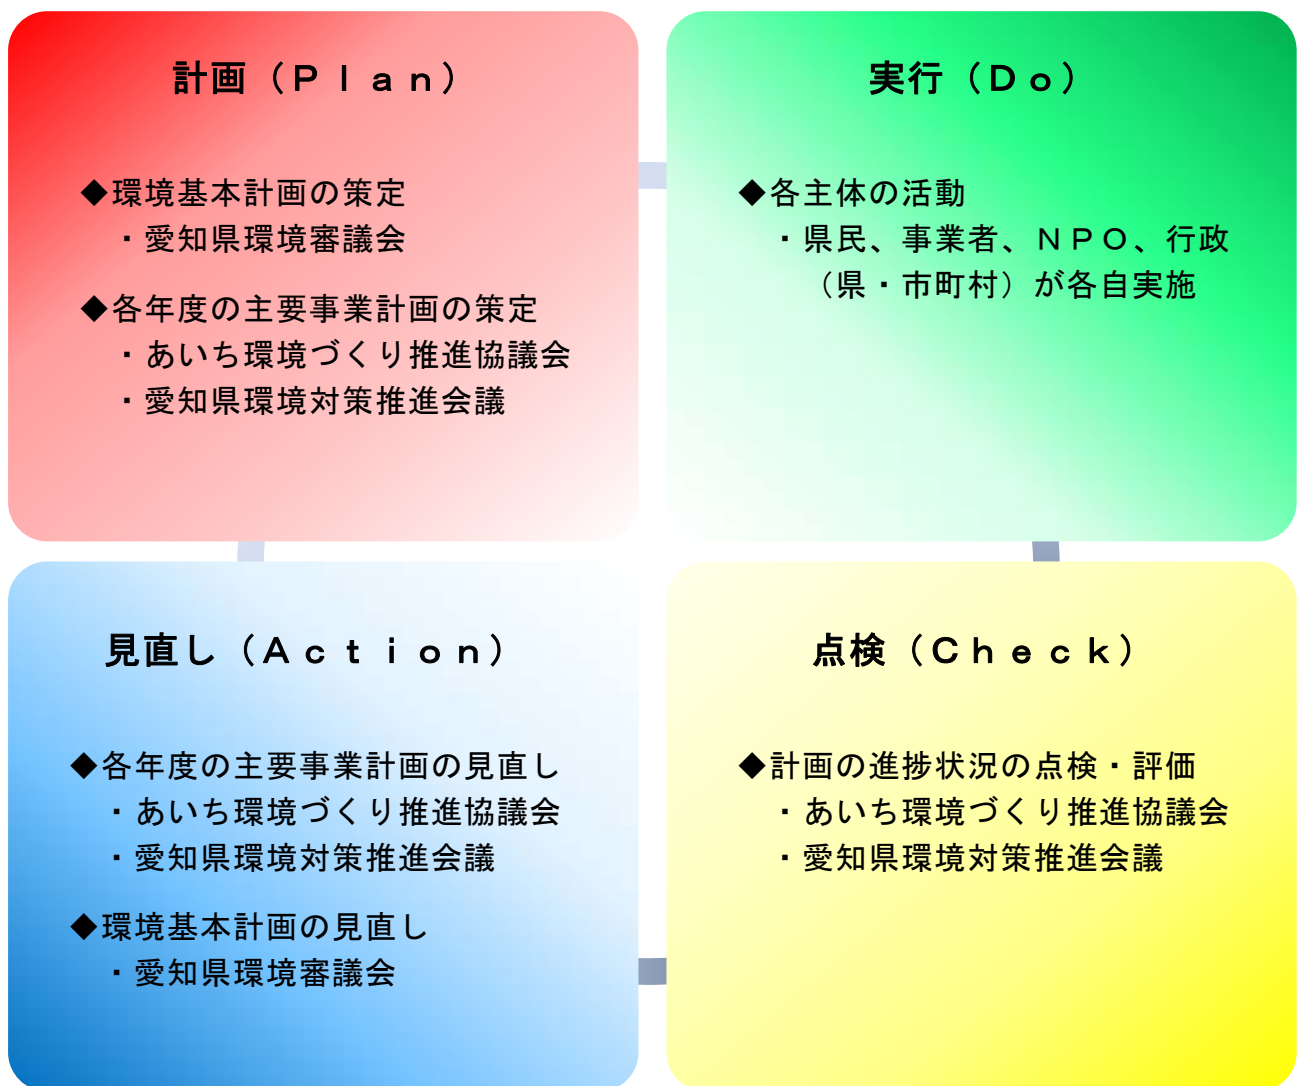 計画（Ｐｌａｎ）
◆環境基本計画の策定
・愛知県環境審議会
◆各年度の主要事業計画の策定
・あいち環境づくり推進協議会
・愛知県環境対策推進会議
実行（Ｄｏ）
◆各主体の活動
・県民、事業者、ＮＰＯ、行政
（県・市町村）が各自実施
見直し（Ａｃｔｉｏｎ）
◆各年度の主要事業計画の見直し
・あいち環境づくり推進協議会
・愛知県環境対策推進会議
◆環境基本計画の見直し
・愛知県環境審議会
点検（Ｃｈｅｃｋ）
◆計画の進捗状況の点検・評価
・あいち環境づくり推進協議会
・愛知県環境対策推進会議